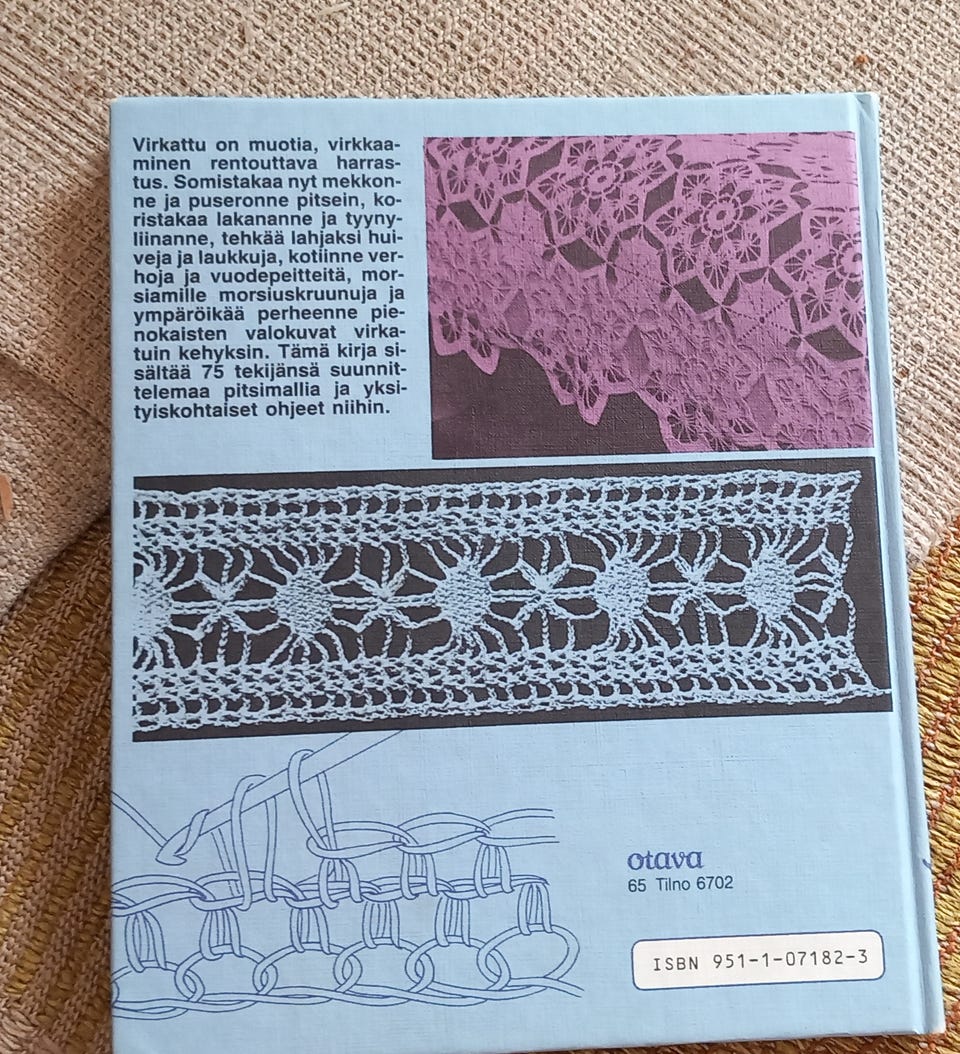 Virkattu on muotia, virkkaa-
minen rentouttava harras-
tus. Somistakaa nyt mekkon-
ne ja puseronne pitsein, ko-
ristakaa lakananne ja tyyny-
liinanne, tehkää lahjaksi hui-
veja ja laukkuja, kotiinne ver-
hoja ja vuodepeitteitä, mor-
siamille morsiuskruunuja ja
ympäröikää perheenne pie-
nokaisten valokuvat virka-
tuin kehyksin. Tämä kirja si-
sältää 75 tekijänsä suunnit-
telemaa pitsimallia ja yksi-
tyiskohtaiset ohjeet niihin.
otava
65 Tilno 6702
ISBN 951-1-07182-3